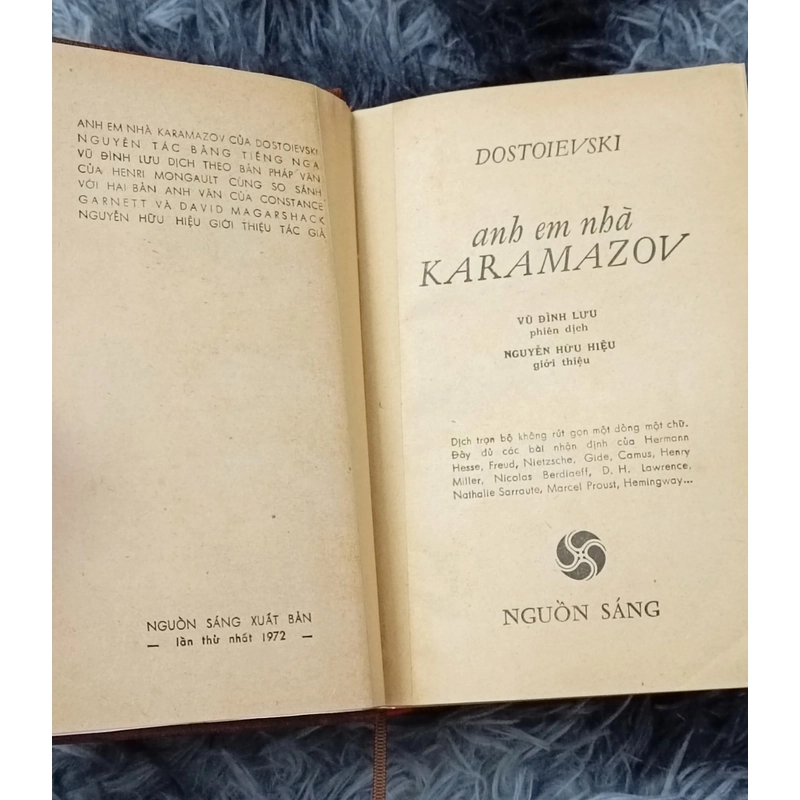 ANH EM NHÀ KARAMAZOV CỦA DOSTOIEVSKI
NGUYÊN TÁC BẰNG TIẾNG NGA
VŨ ĐÌNH LƯU DỊCH THEO BẢN PHÁP VĂN
CỦA HENRI MONGAULT CÙNG SO SÁNH
VỚI HAI BẢN ANH VĂN CỦA CONSTANCE
GARNETT VÀ DAVID MAGARSHACK
NGUYỄN HỮU HIỆU GIỚI THIỆU TÁC GIẢ
NGUỒN SÁNG XUẤT BẢN
— lần thứ nhất 1972 —
DOSTOIEVSKI
anh em nhà
KARAMAZOV
VŨ ĐÌNH LƯU
phiên dịch
NGUYỄN HỮU HIỆU
giới thiệu
Dịch trọn bộ không rút gọn một dòng một chữ.
Đầy đủ các bài nhận định của Hermann
Hesse, Freud, Nietzsche, Gide, Camus, Henry
Miller, Nicolas Berdiaeff, D. H. Lawrence,
Nathalie Sarraute, Marcel Proust, Hemingway...
NGUỒN SÁNG